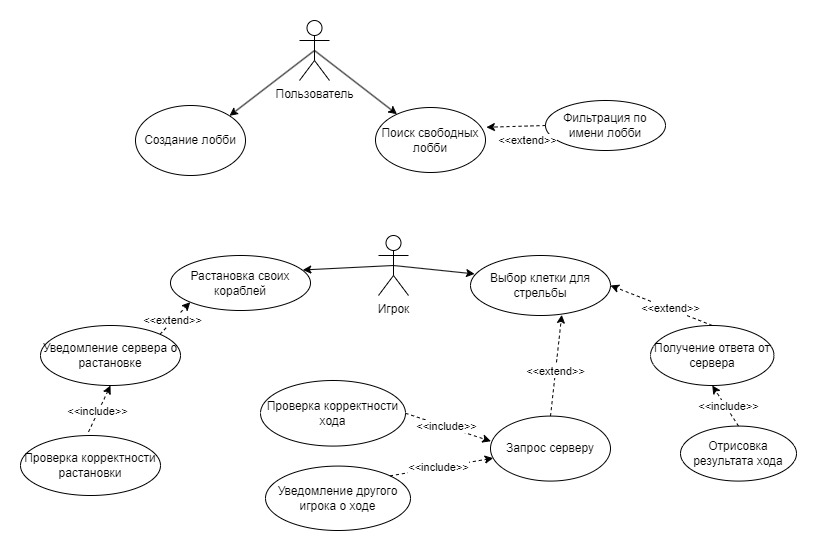 Пользователь
Создание лобби
Поиск свободных
лобби
Фильтрация по
имени лобби
<<extend>>
Растановка своих
кораблей
Игрок
Выбор клетки для
стрельбы
<<extend>>
<<extend>>
Уведомление сервера о
растановке
Получение ответа от
сервера
<<extend>>
<<include>>
Проверка корректности
хода
<<include>>
<<include>>
Проверка корректности
растановки
Запрос серверу
Отрисовка
результата хода
<<include>>
Уведомление другого
игрока о ходе